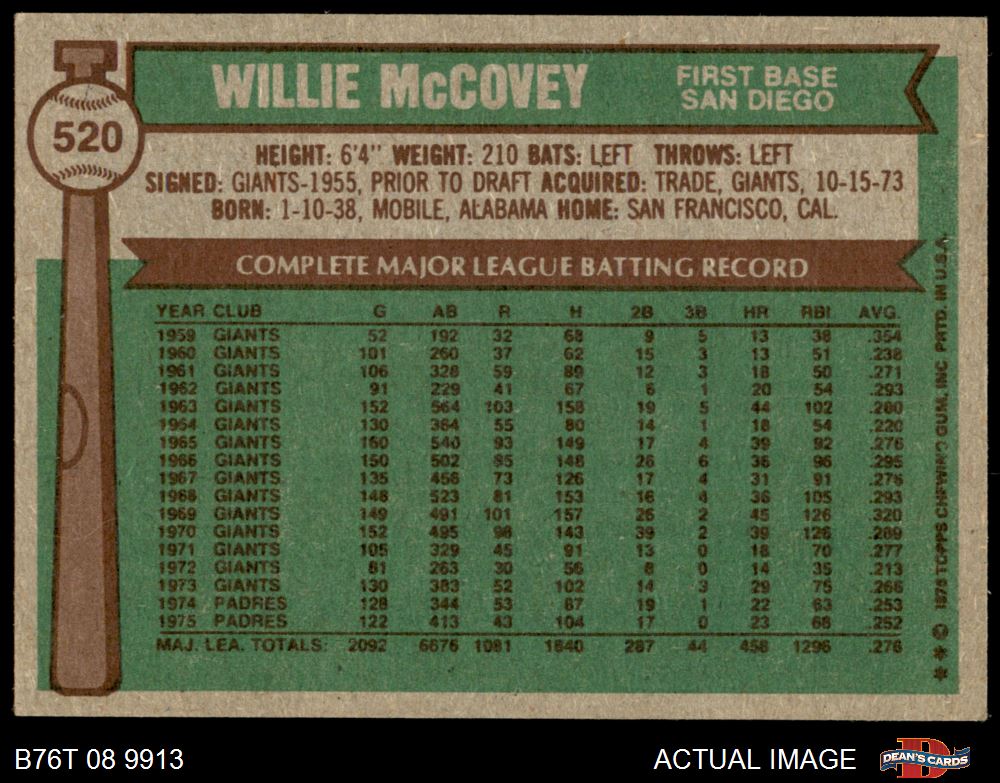 520
WILLIE McCOVEY
FIRST BASE
SAN DIEGO
HEIGHT: 6'4" WEIGHT: 210 BATS: LEFT THROWS: LEFT
SIGNED: GIANTS-1955, PRIOR TO DRAFT ACQUIRED: TRADE, GIANTS, 10-15-73
BORN: 1-10-38, MOBILE, ALABAMA HOME: SAN FRANCISCO, CAL.
COMPLETE MAJOR LEAGUE BATTING RECORD
YEAR CLUB G AB R H 2B 3B HR RBI AVG.
1959 GIANTS 52 192 32 68 9 5 13 38 .354
1960 GIANTS 101 260 37 62 15 3 13 51 .238
1961 GIANTS 106 328 59 89 12 3 18 50 .271
1962 GIANTS 91 229 41 67 6 1 20 54 .293
1963 GIANTS 152 564 103 158 19 5 44 102 .280
1964 GIANTS 130 364 55 80 14 1 18 54 .220
1965 GIANTS 160 540 93 149 17 4 39 92 .276
1966 GIANTS 150 502 85 148 26 6 36 96 .295
1967 GIANTS 135 456 73 126 17 4 31 91 .276
1968 GIANTS 148 523 81 153 16 4 36 105 .293
1969 GIANTS 149 491 101 157 26 2 45 126 .320
1970 GIANTS 152 495 98 143 39 2 39 126 .289
1971 GIANTS 105 329 45 91 13 0 18 70 .277
1972 GIANTS 81 263 30 56 8 0 14 35 .213
1973 GIANTS 130 383 52 102 14 3 29 75 .266
1974 PADRES 128 344 53 87 19 1 22 63 .253
1975 PADRES 122 413 43 104 17 0 23 68 .252
MAJ. LEA. TOTALS: 2092 6676 1081 1840 287 44 458 1296 .276
** © 1976 TOPPS CHEWING GUM, INC. PRTD. IN U.S.A.
B76T 08 9913
ACTUAL IMAGE
DEAN'S CARDS